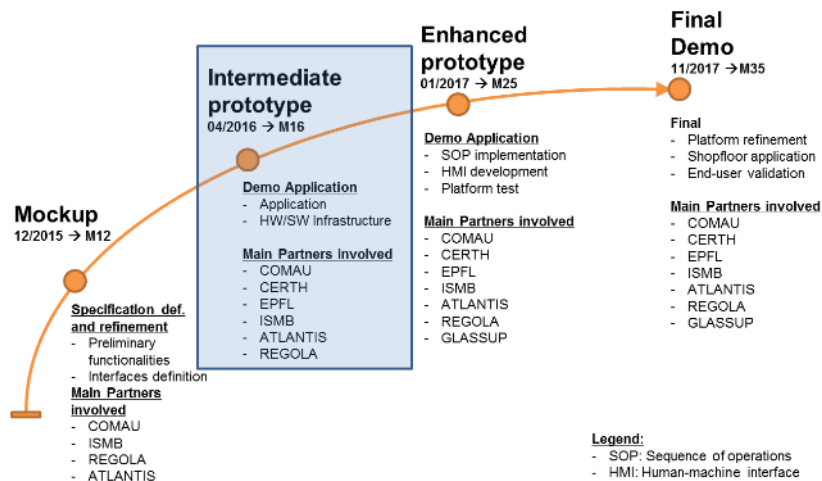 Mockup
12/2015 → M12
Specification def.
and refinement
- Preliminary
functionalities
- Interfaces definition
Main Partners
involved
- COMAU
- ISMB
- REGOLA
- ATLANTIS
Intermediate
prototype
04/2016 → M16
Demo Application
- Application
- HW/SW Infrastructure
Main Partners involved
- COMAU
- CERTH
- EPFL
- ISMB
- ATLANTIS
- REGOLA
Enhanced
prototype
01/2017 → M25
Demo Application
- SOP implementation
- HMI development
- Platform test
Main Partners involved
- COMAU
- CERTH
- EPFL
- ISMB
- ATLANTIS
- REGOLA
- GLASSUP
Final
Demo
11/2017 → M35
Final
- Platform refinement
- Shopfloor application
- End-user validation
Main Partners involved
- COMAU
- CERTH
- EPFL
- ISMB
- ATLANTIS
- REGOLA
- GLASSUP
Legend:
- SOP: Sequence of operations
- HMI: Human-machine interface